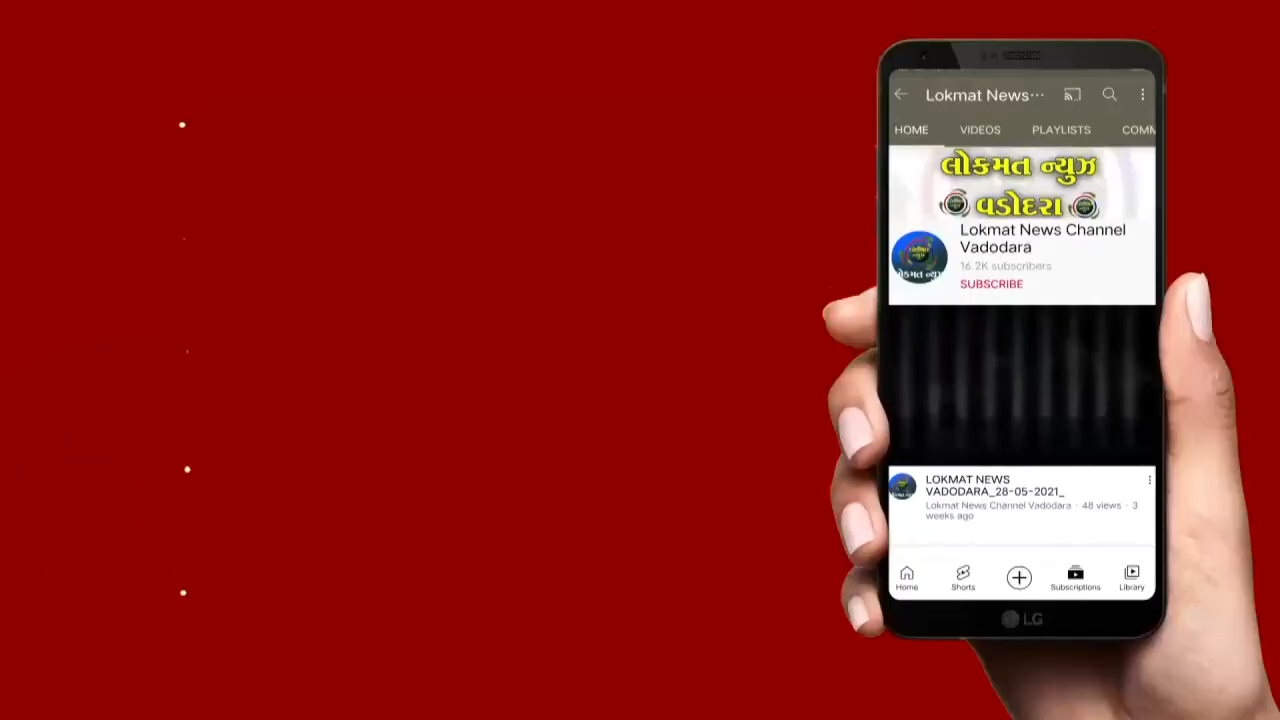 Lokmat News...
HOME VIDEOS PLAYLISTS COMM
લોકમત ન્યુઝ
વડોદરા
Lokmat News Channel
Vadodara
16.2K subscribers
SUBSCRIBE
LOKMAT NEWS
VADODARA_28-05-2021_
Lokmat News Channel Vadodara · 48 views · 3
weeks ago
Home Shorts Subscriptions Library
LG